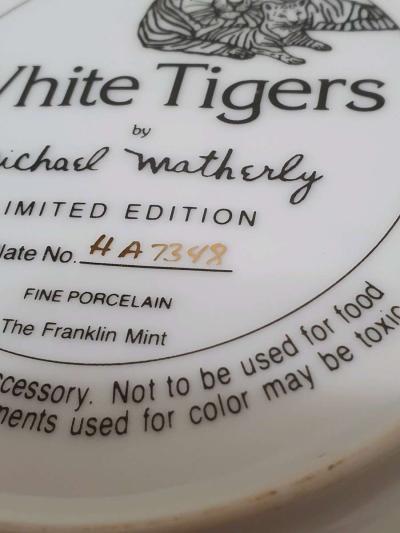 White Tigers
by
Michael Matherly
LIMITED EDITION
Plate No. HA7348
FINE PORCELAIN
The Franklin Mint
ccessory. Not to be used for food
ments used for color may be toxic